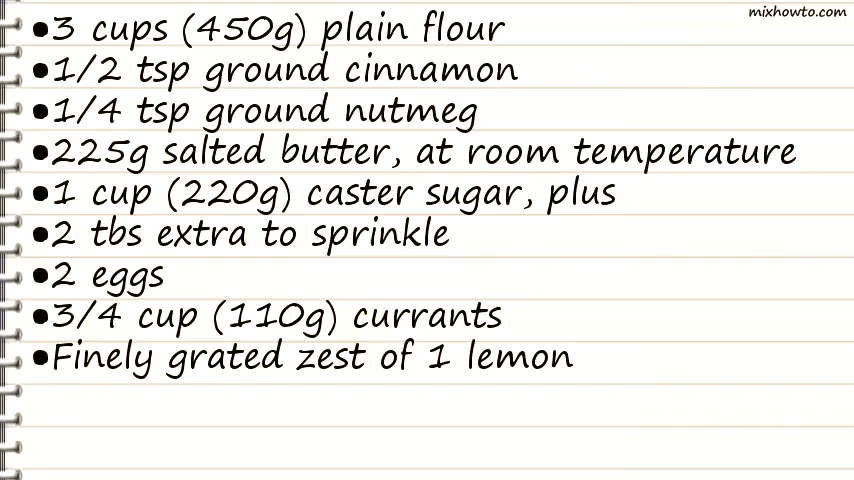 mixhowto.com
•3 cups (450g) plain flour
•1/2 tsp ground cinnamon
•1/4 tsp ground nutmeg
•225g salted butter, at room temperature
•1 cup (220g) caster sugar, plus
•2 tbs extra to sprinkle
•2 eggs
•3/4 cup (110g) currants
•Finely grated zest of 1 lemon